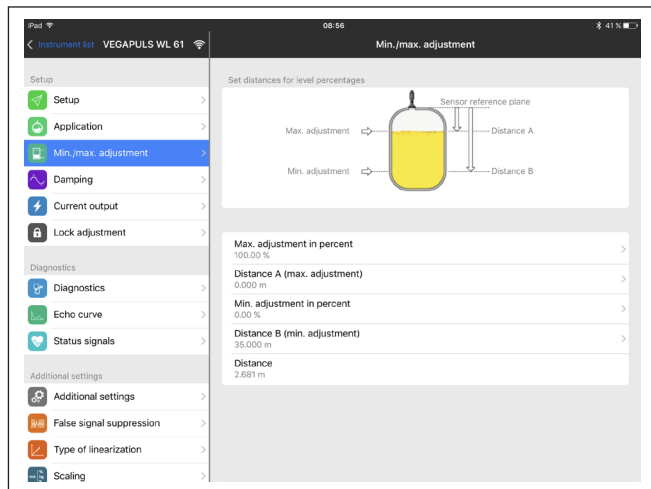 iPad
08:56
41 %
Instrument list
VEGAPULS WL 61
Min./max. adjustment
Setup
Setup
Application
Min./max. adjustment
Damping
Current output
Lock adjustment
Diagnostics
Diagnostics
Echo curve
Status signals
Additional settings
Additional settings
False signal suppression
Type of linearization
Scaling
Set distances for level percentages
Sensor reference plane
Max. adjustment
Distance A
Min. adjustment
Distance B
Max. adjustment in percent
100.00 %
Distance A (max. adjustment)
0.000 m
Min. adjustment in percent
0.00 %
Distance B (min. adjustment)
35.000 m
Distance
2.681 m